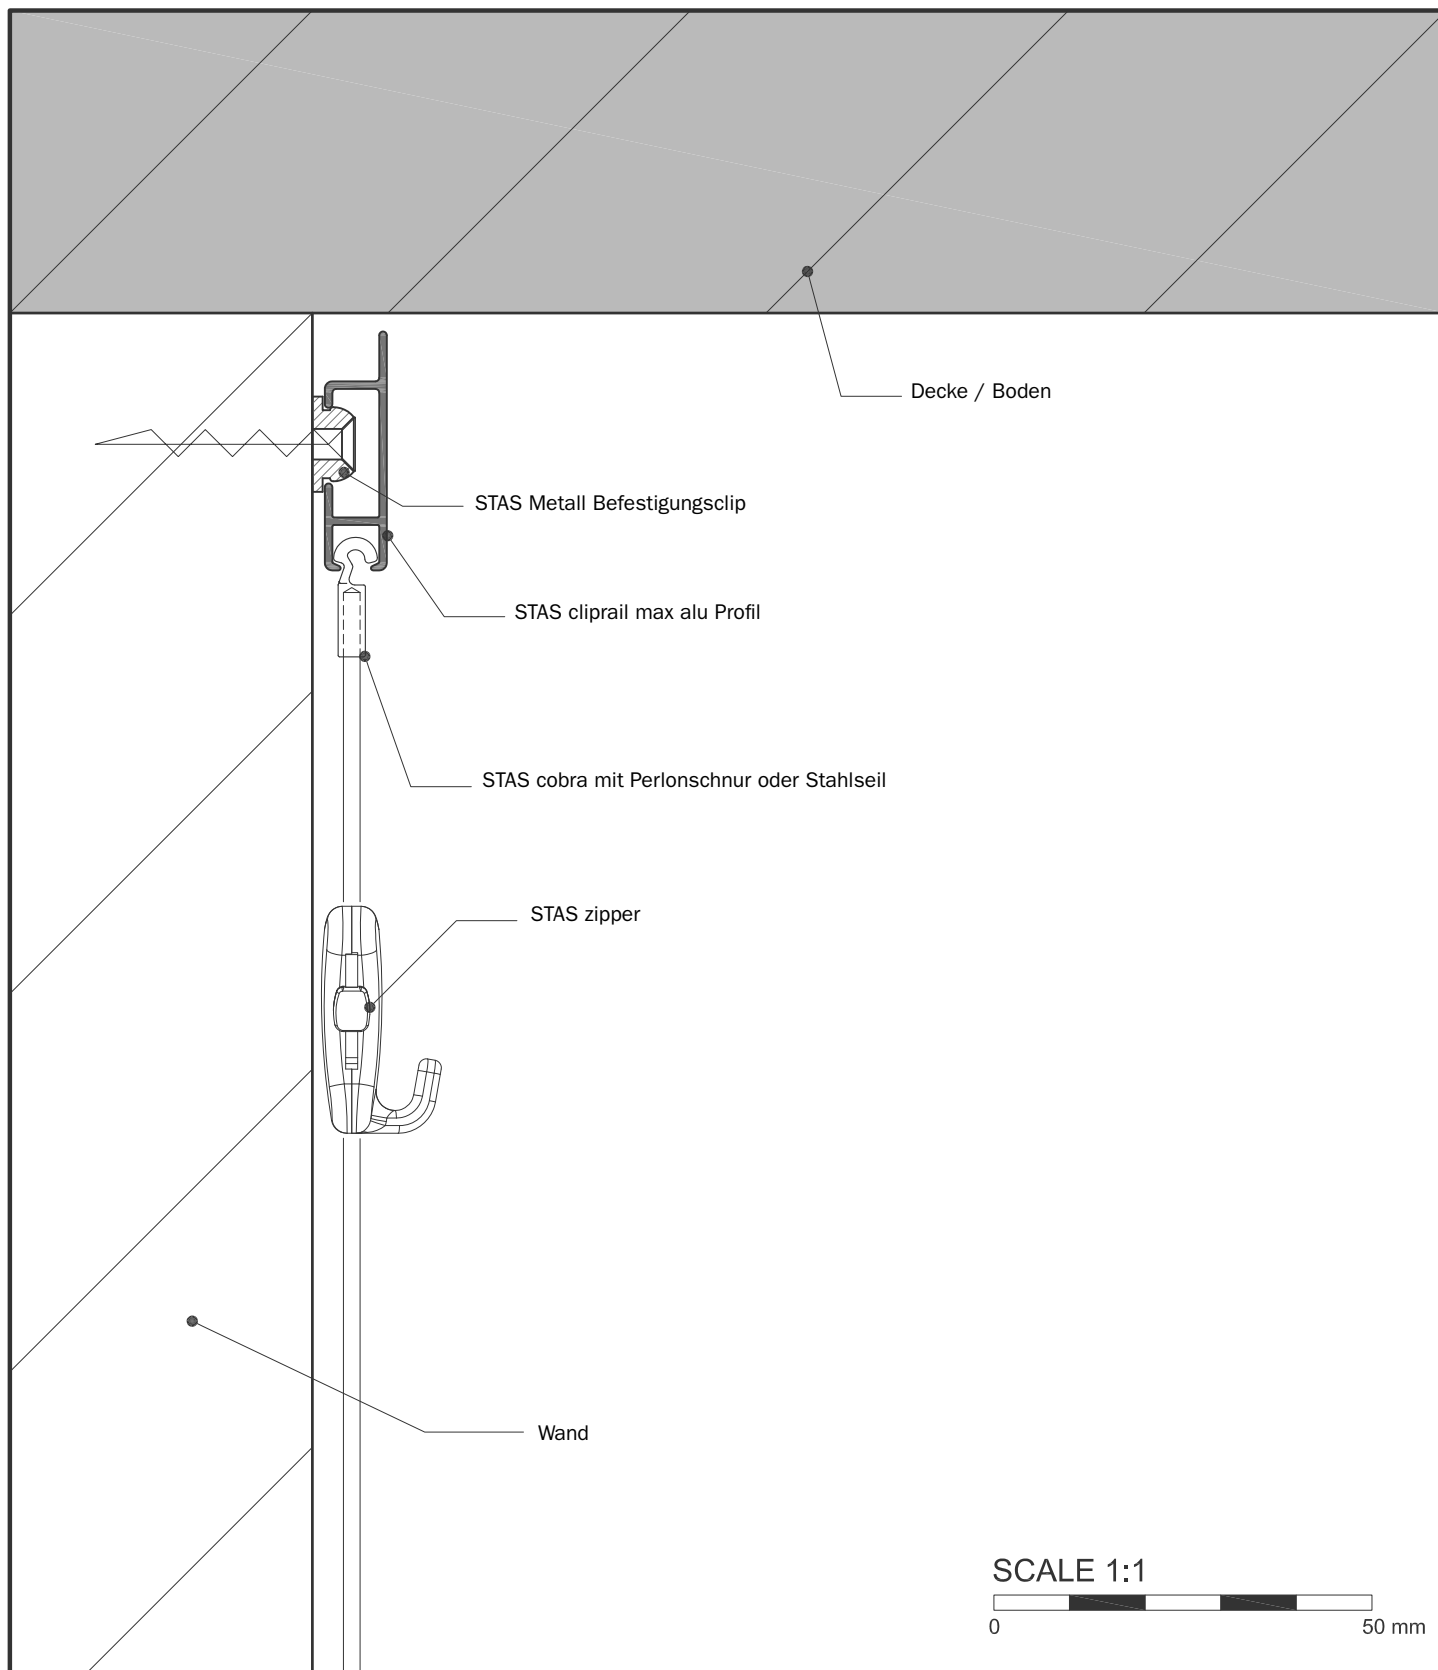 Decke / Boden
STAS Metall Befestigungsclip
STAS cliprail max alu Profil
STAS cobra mit Perlonschnur oder Stahlseil
STAS zipper
Wand
SCALE 1:1
0 50 mm